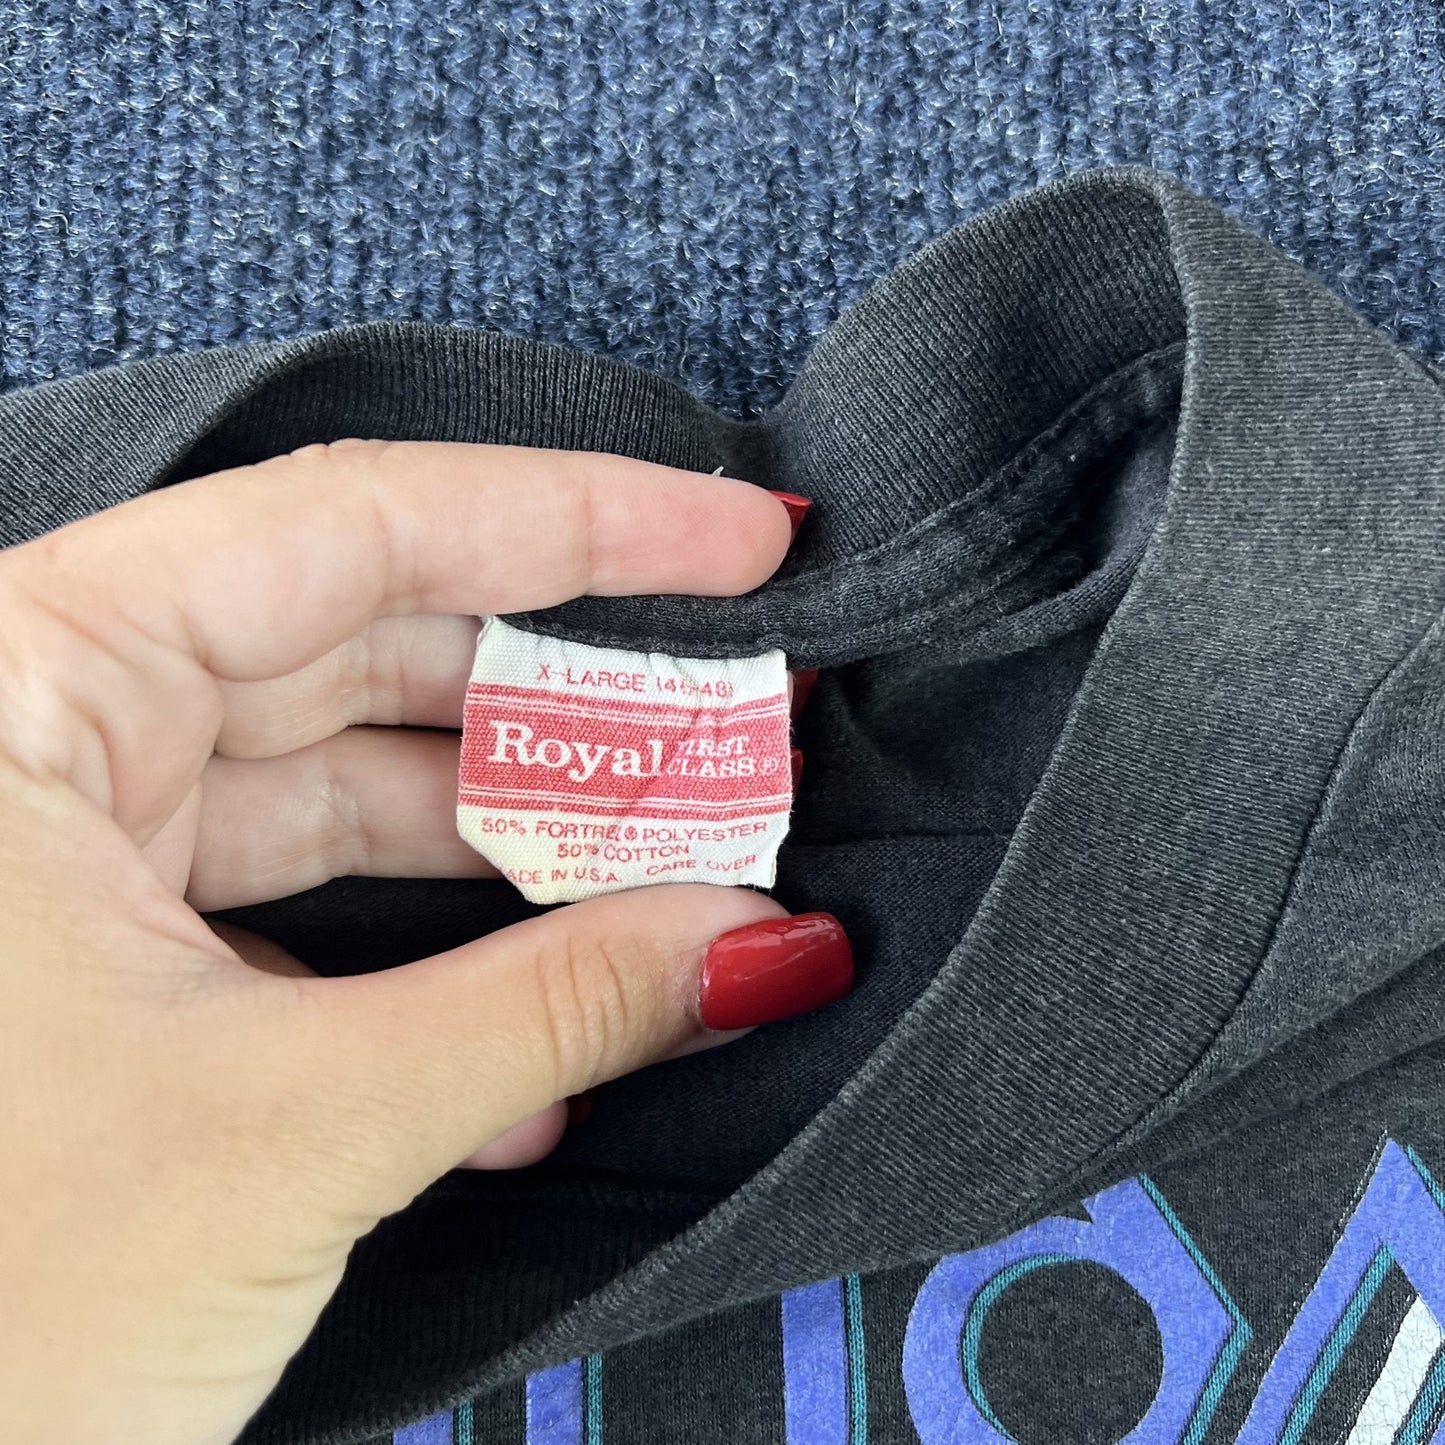 X-LARGE (46-48)
Royal FIRST CLASS ®
50% FORTREL® POLYESTER
50% COTTON
MADE IN U.S.A. CARE OVER